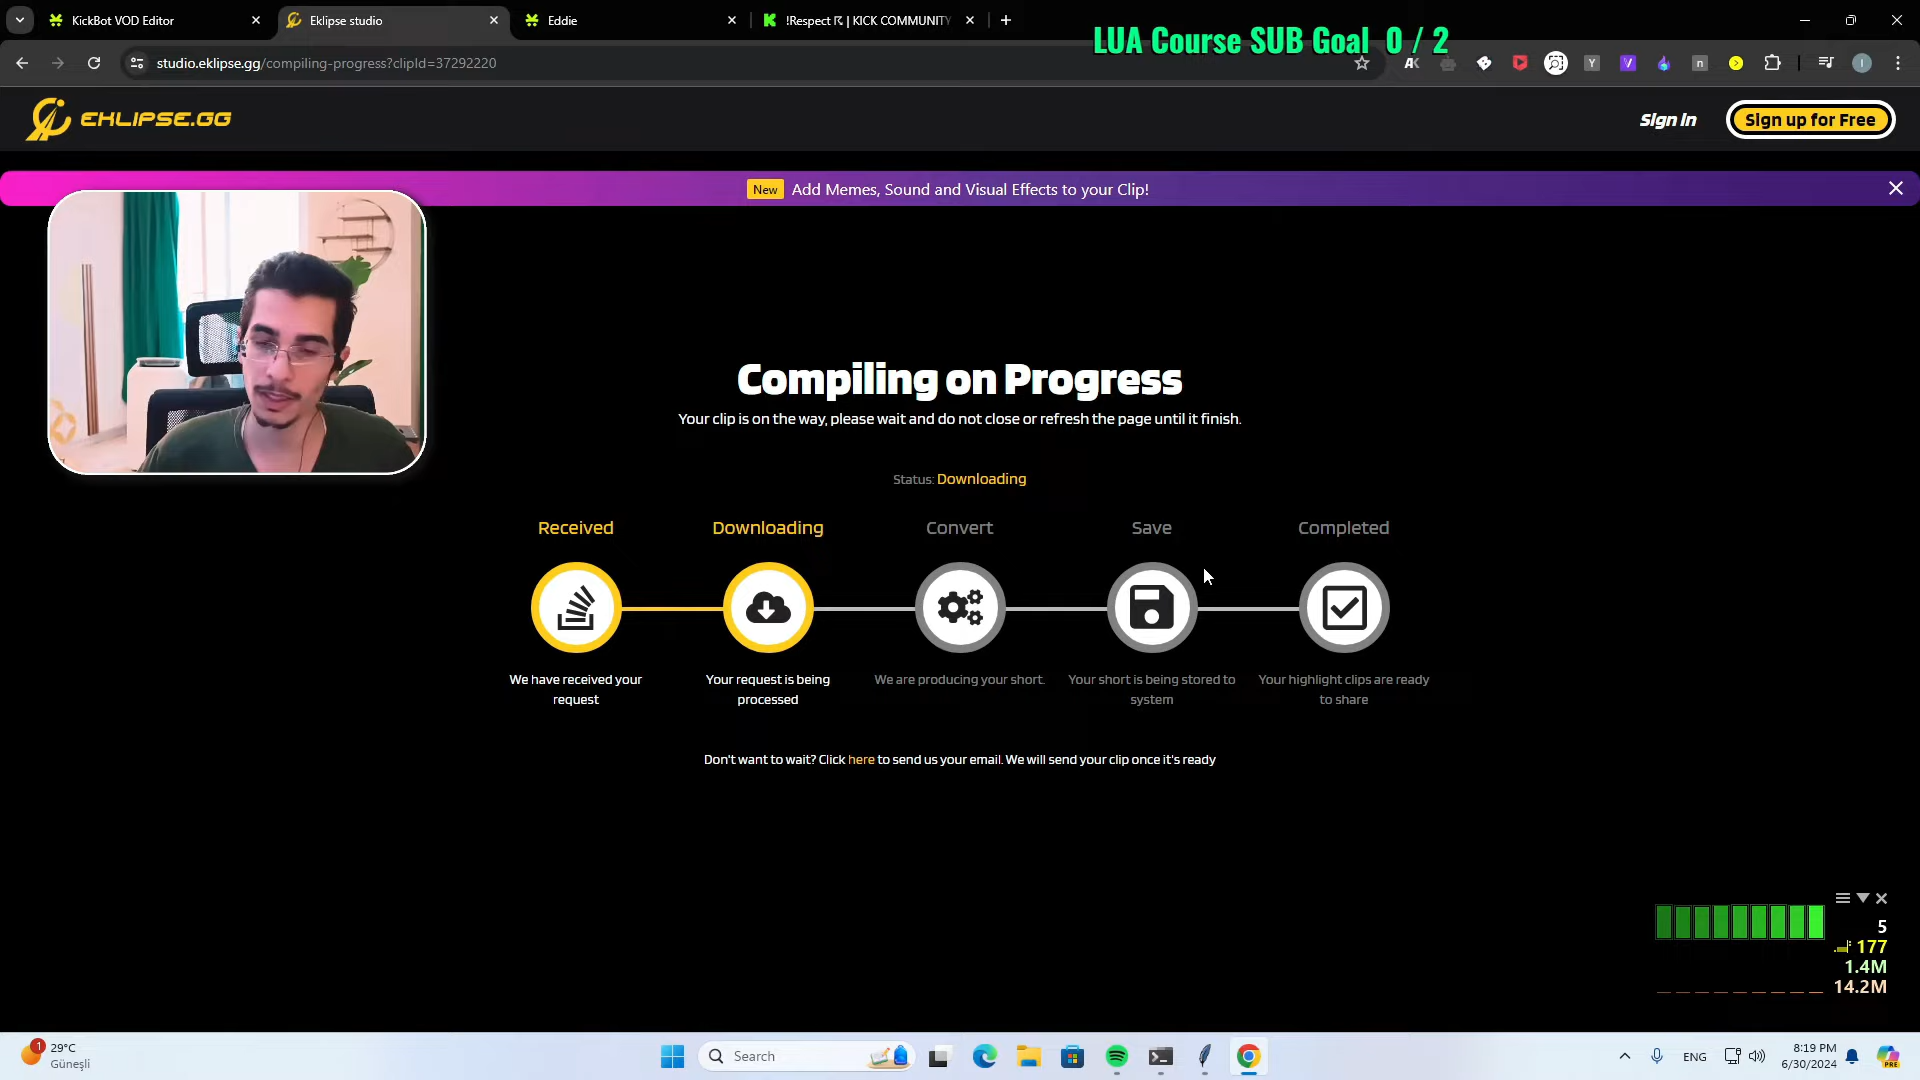 KickBot VOD Editor
Eklipse studio
Eddie
!Respect ☈ | KICK COMMUNITY
LUA Course SUB Goal 0 / 2
studio.eklipse.gg/compiling-progress?clipId=37292220
EKLIPSE.GG
Sign In
Sign up for Free
New Add Memes, Sound and Visual Effects to your Clip!
Compiling on Progress
Your clip is on the way, please wait and do not close or refresh the page until it finish.
Status: Downloading
Received
Downloading
Convert
Save
Completed
We have received your
request
Your request is being
processed
We are producing your short.
Your short is being stored to
system
Your highlight clips are ready
to share
Don't want to wait? Click here to send us your email. We will send your clip once it's ready
5
177
1.4M
14.2M
1
29°C
Güneşli
Search
ENG
8:19 PM
6/30/2024
PRE